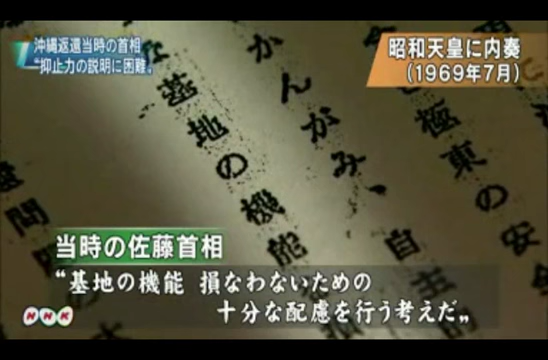 沖縄返還当時の首相
“抑止力の説明に困難„
昭和天皇に内奏
(1969年7月)
極東の安全
かんがみ、自主的
基地の機能
当時の佐藤首相
“基地の機能 損なわないための
十分な配慮を行う考えだ„
NHK